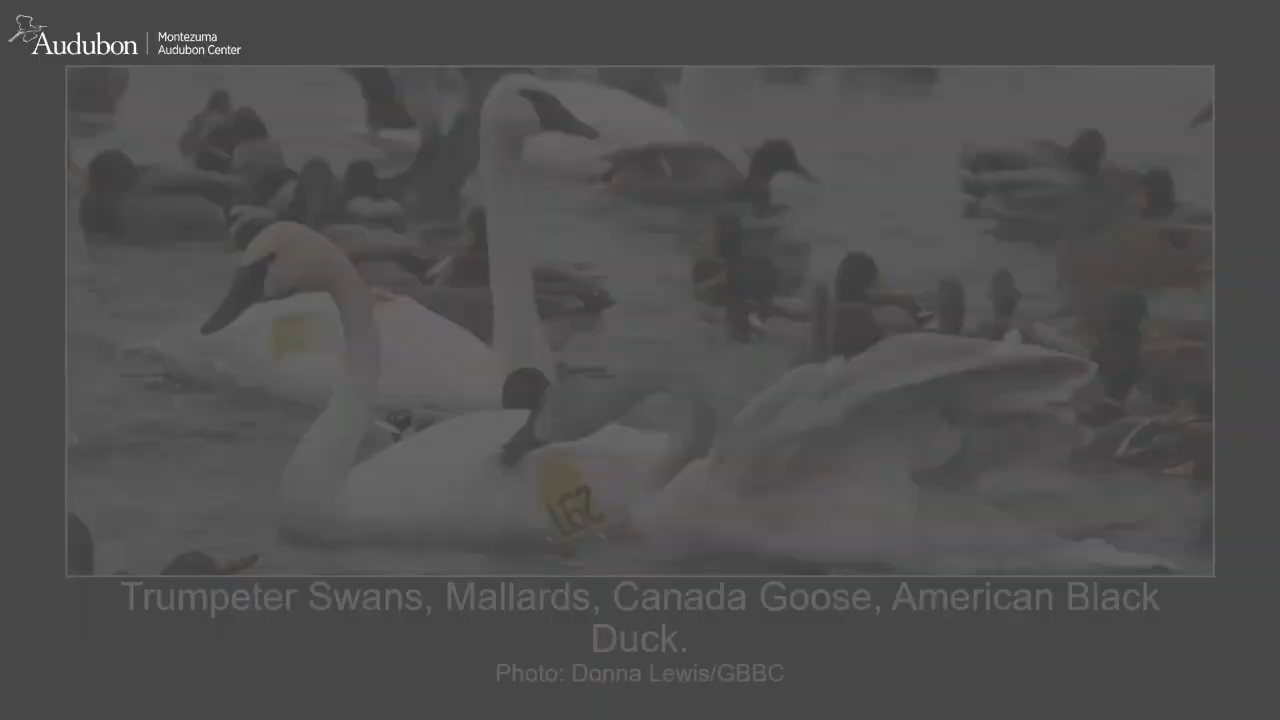 Audubon
Montezuma
Audubon Center
Trumpeter Swans, Mallards, Canada Goose, American Black
Duck.
Photo: Donna Lewis/GBBC